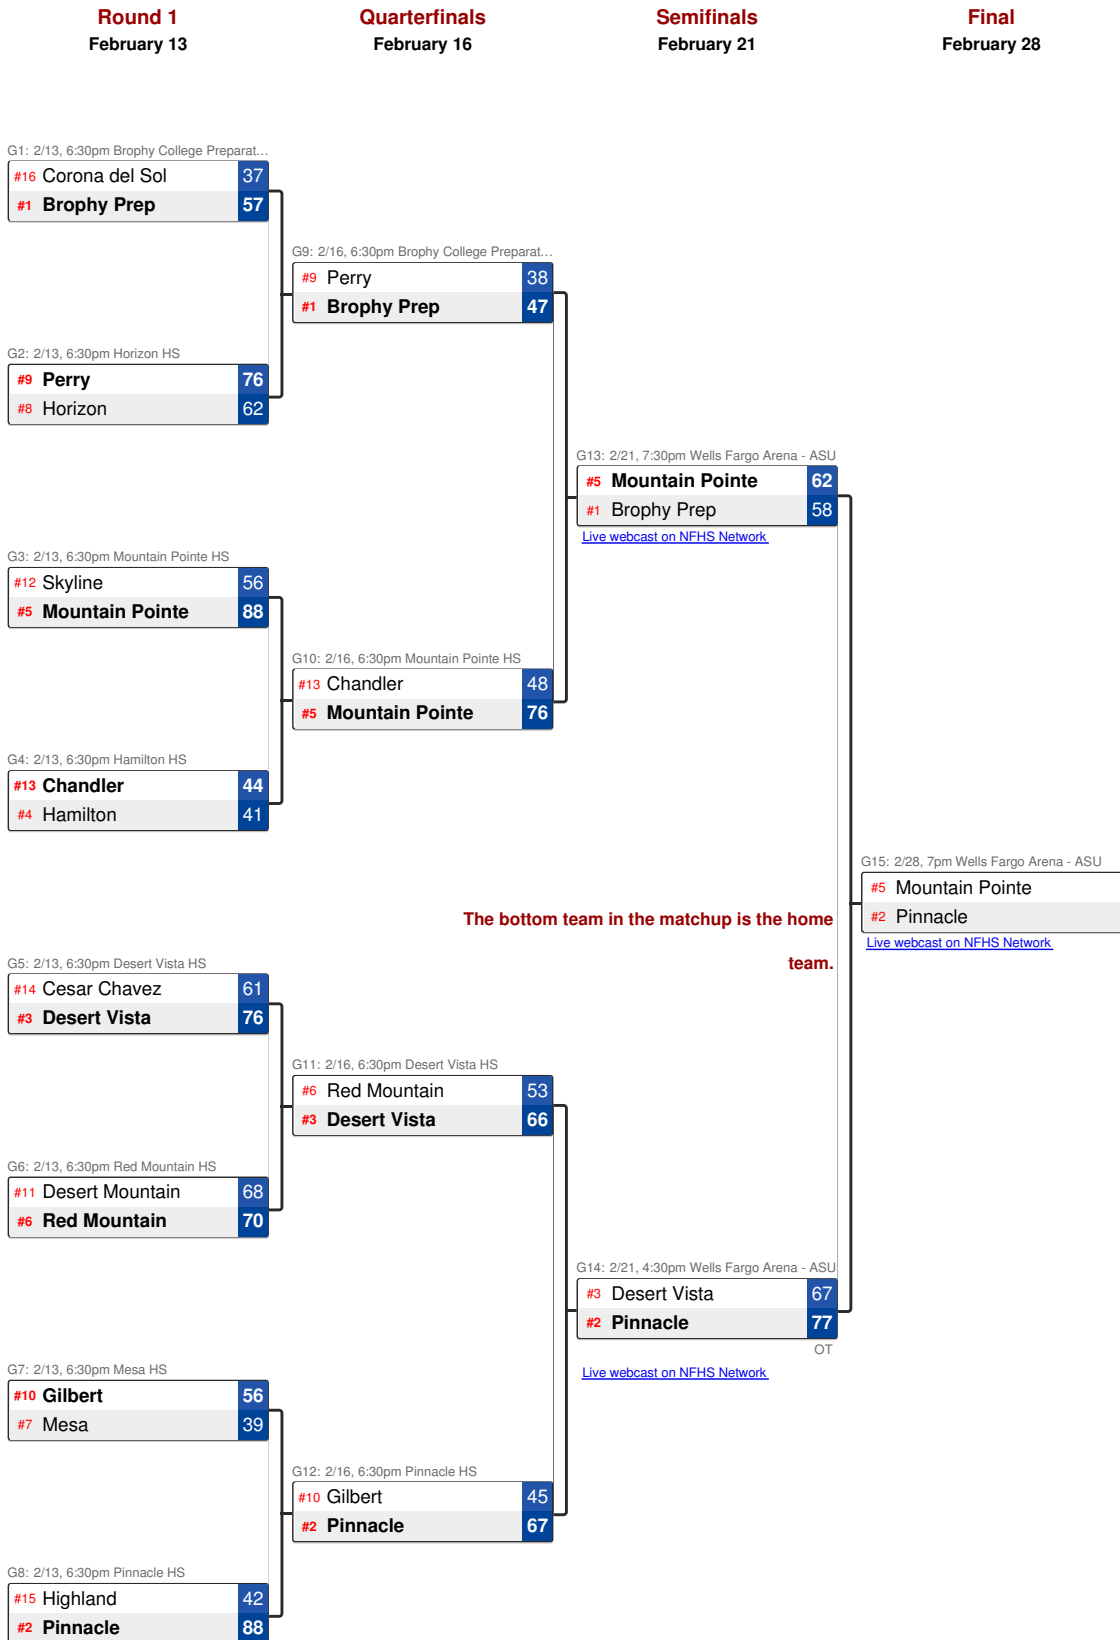 Round 1
February 13
Quarterfinals
February 16
Semifinals
February 21
Final
February 28
G1: 2/13, 6:30pm Brophy College Preparat...
#16 Corona del Sol 37
#1 Brophy Prep 57
G2: 2/13, 6:30pm Horizon HS
#9 Perry 76
#8 Horizon 62
G3: 2/13, 6:30pm Mountain Pointe HS
#12 Skyline 56
#5 Mountain Pointe 88
G4: 2/13, 6:30pm Hamilton HS
#13 Chandler 44
#4 Hamilton 41
G5: 2/13, 6:30pm Desert Vista HS
#14 Cesar Chavez 61
#3 Desert Vista 76
G6: 2/13, 6:30pm Red Mountain HS
#11 Desert Mountain 68
#6 Red Mountain 70
G7: 2/13, 6:30pm Mesa HS
#10 Gilbert 56
#7 Mesa 39
G8: 2/13, 6:30pm Pinnacle HS
#15 Highland 42
#2 Pinnacle 88
G9: 2/16, 6:30pm Brophy College Preparat...
#9 Perry 38
#1 Brophy Prep 47
G10: 2/16, 6:30pm Mountain Pointe HS
#13 Chandler 48
#5 Mountain Pointe 76
G11: 2/16, 6:30pm Desert Vista HS
#6 Red Mountain 53
#3 Desert Vista 66
G12: 2/16, 6:30pm Pinnacle HS
#10 Gilbert 45
#2 Pinnacle 67
G13: 2/21, 7:30pm Wells Fargo Arena - ASU
#5 Mountain Pointe 62
#1 Brophy Prep 58
Live webcast on NFHS Network
The bottom team in the matchup is the home
team.
G14: 2/21, 4:30pm Wells Fargo Arena - ASU
#3 Desert Vista 67
#2 Pinnacle 77
OT
Live webcast on NFHS Network
G15: 2/28, 7pm Wells Fargo Arena - ASU
#5 Mountain Pointe
#2 Pinnacle
Live webcast on NFHS Network